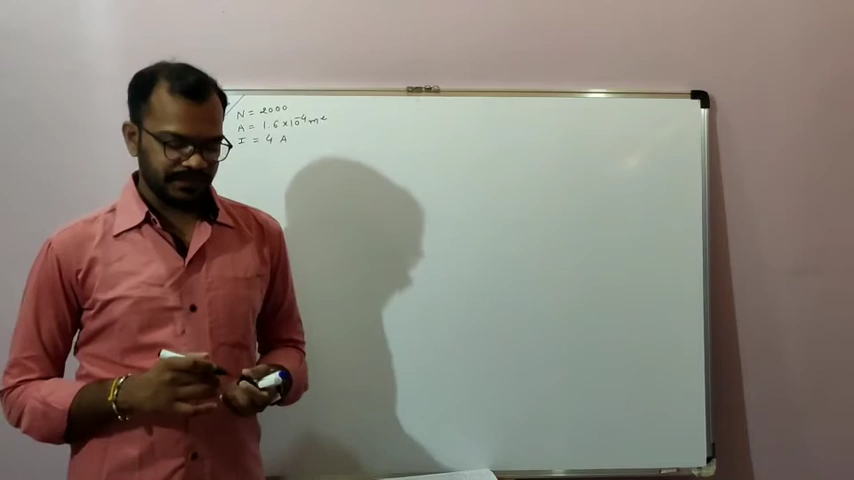 N = 2000
A = 1.6 × 10⁻⁴ m²
I = 4 A